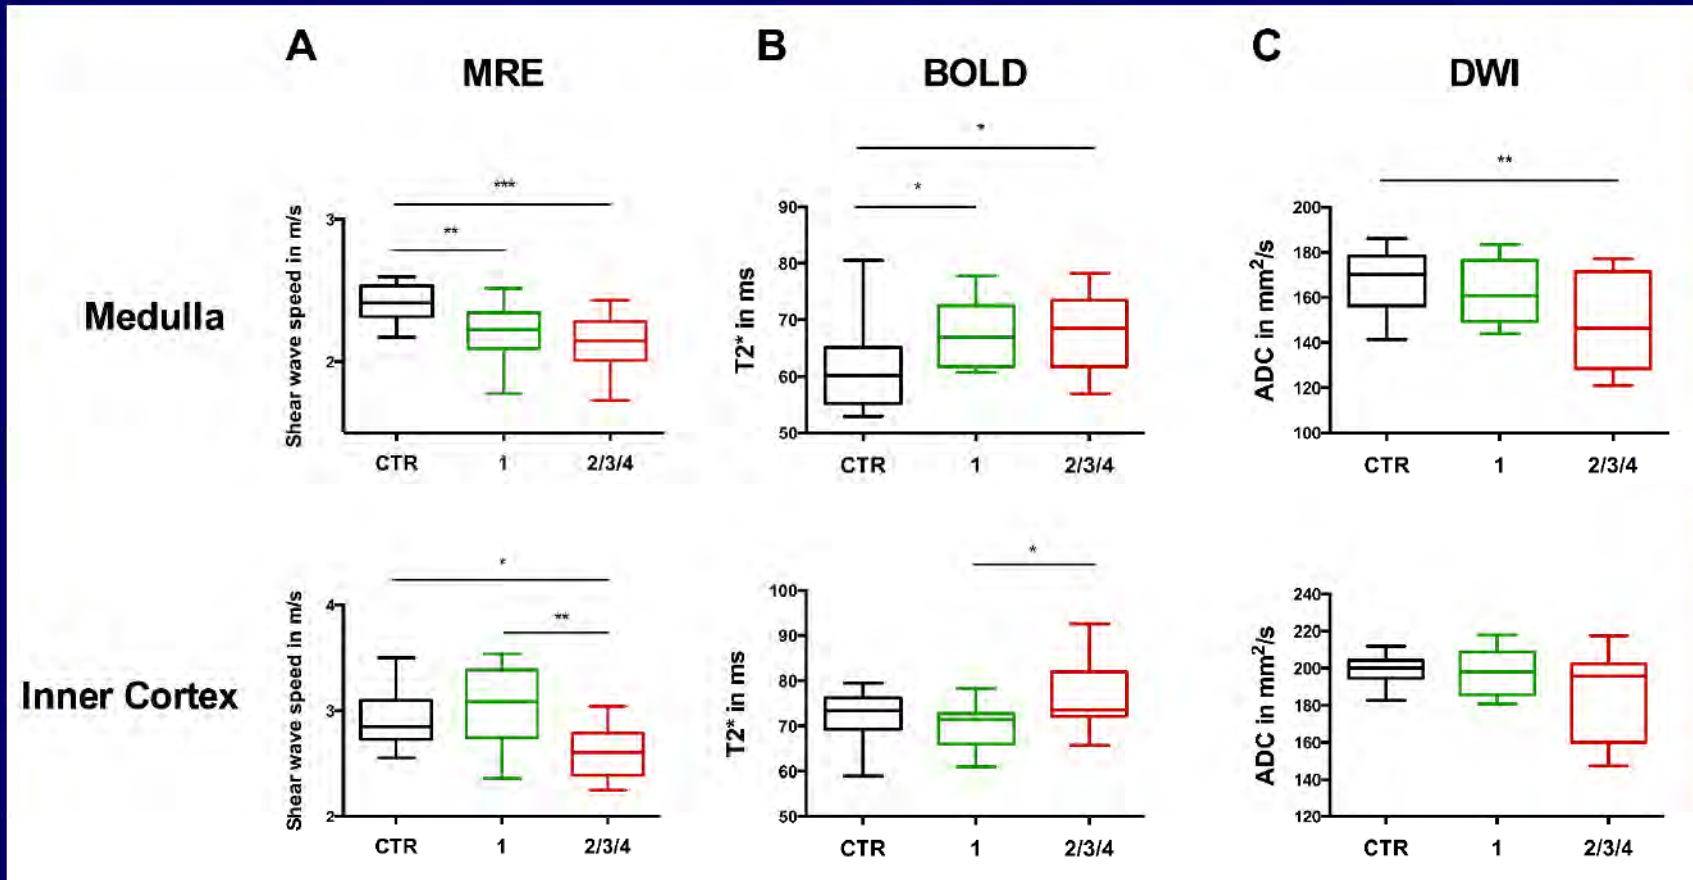 A
MRE
B
BOLD
C
DWI
Medulla
Shear wave speed in m/s
3
2
***
**
CTR
1
2/3/4
T2* in ms
90
80
70
60
50
*
*
CTR
1
2/3/4
ADC in mm²/s
200
180
160
140
120
100
**
CTR
1
2/3/4
Inner Cortex
Shear wave speed in m/s
4
3
2
*
**
CTR
1
2/3/4
T2* in ms
100
90
80
70
60
50
*
CTR
1
2/3/4
ADC in mm²/s
240
220
200
180
160
140
120
CTR
1
2/3/4